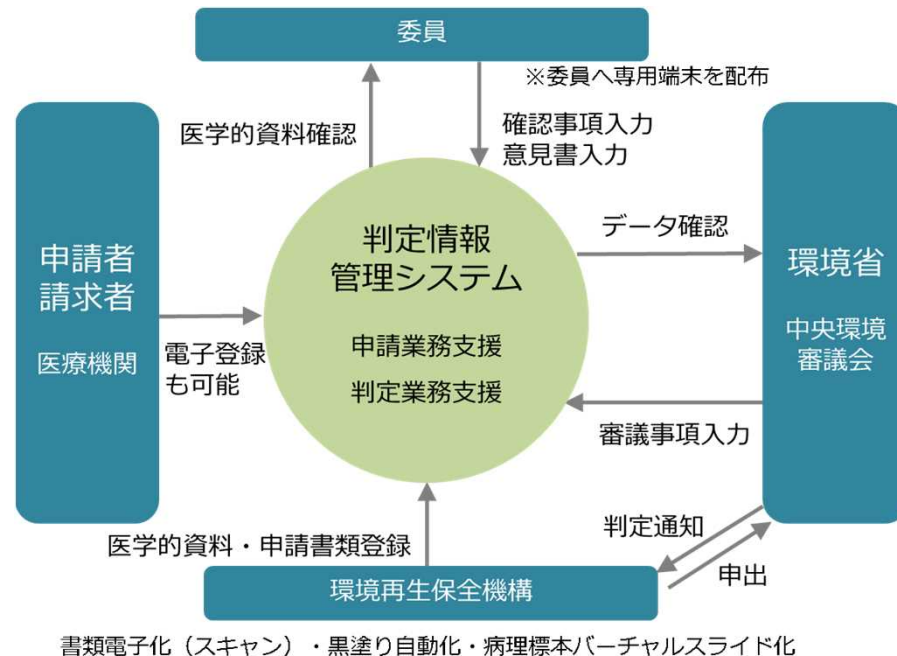 委員
※委員へ専用端末を配布
医学的資料確認
確認事項入力
意見書入力
申請者
請求者
医療機関
電子登録
も可能
判定情報
管理システム
申請業務支援
判定業務支援
データ確認
環境省
中央環境
審議会
審議事項入力
医学的資料・申請書類登録
判定通知
申出
環境再生保全機構
書類電子化（スキャン）・黒塗り自動化・病理標本バーチャルスライド化